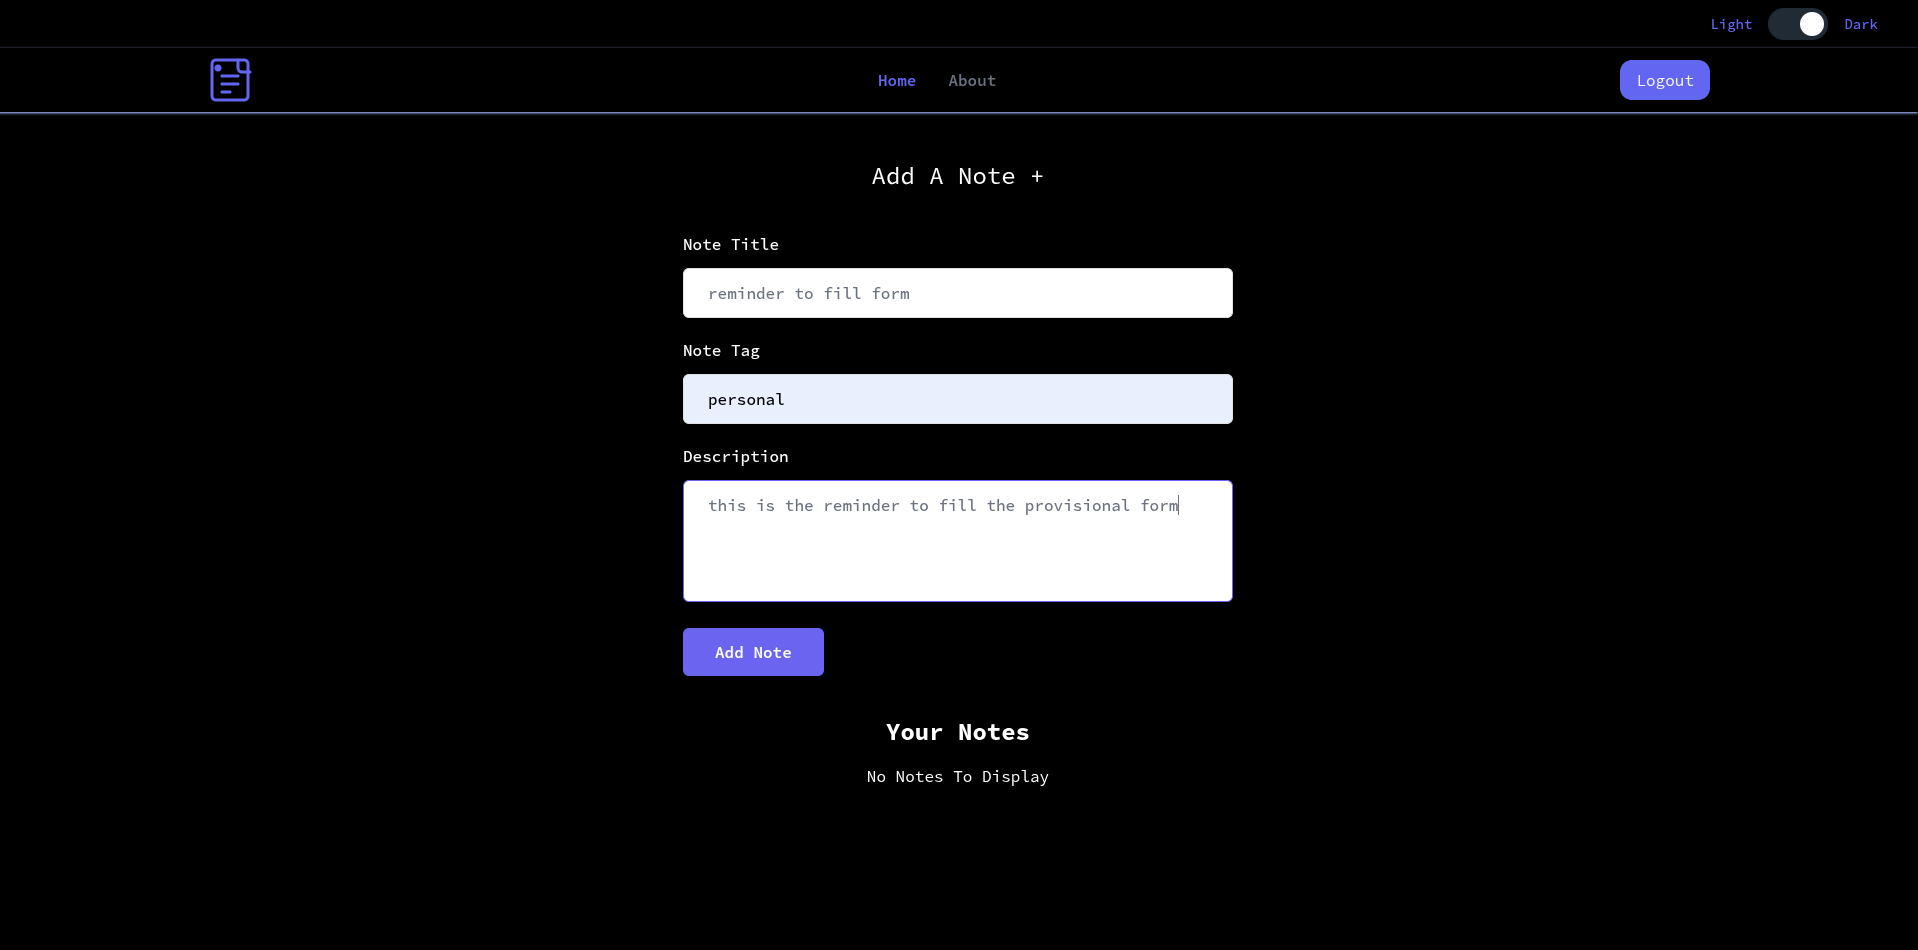 Light Dark
Home About Logout
Add A Note +
Note Title
reminder to fill form
Note Tag
personal
Description
this is the reminder to fill the provisional form
Add Note
Your Notes
No Notes To Display